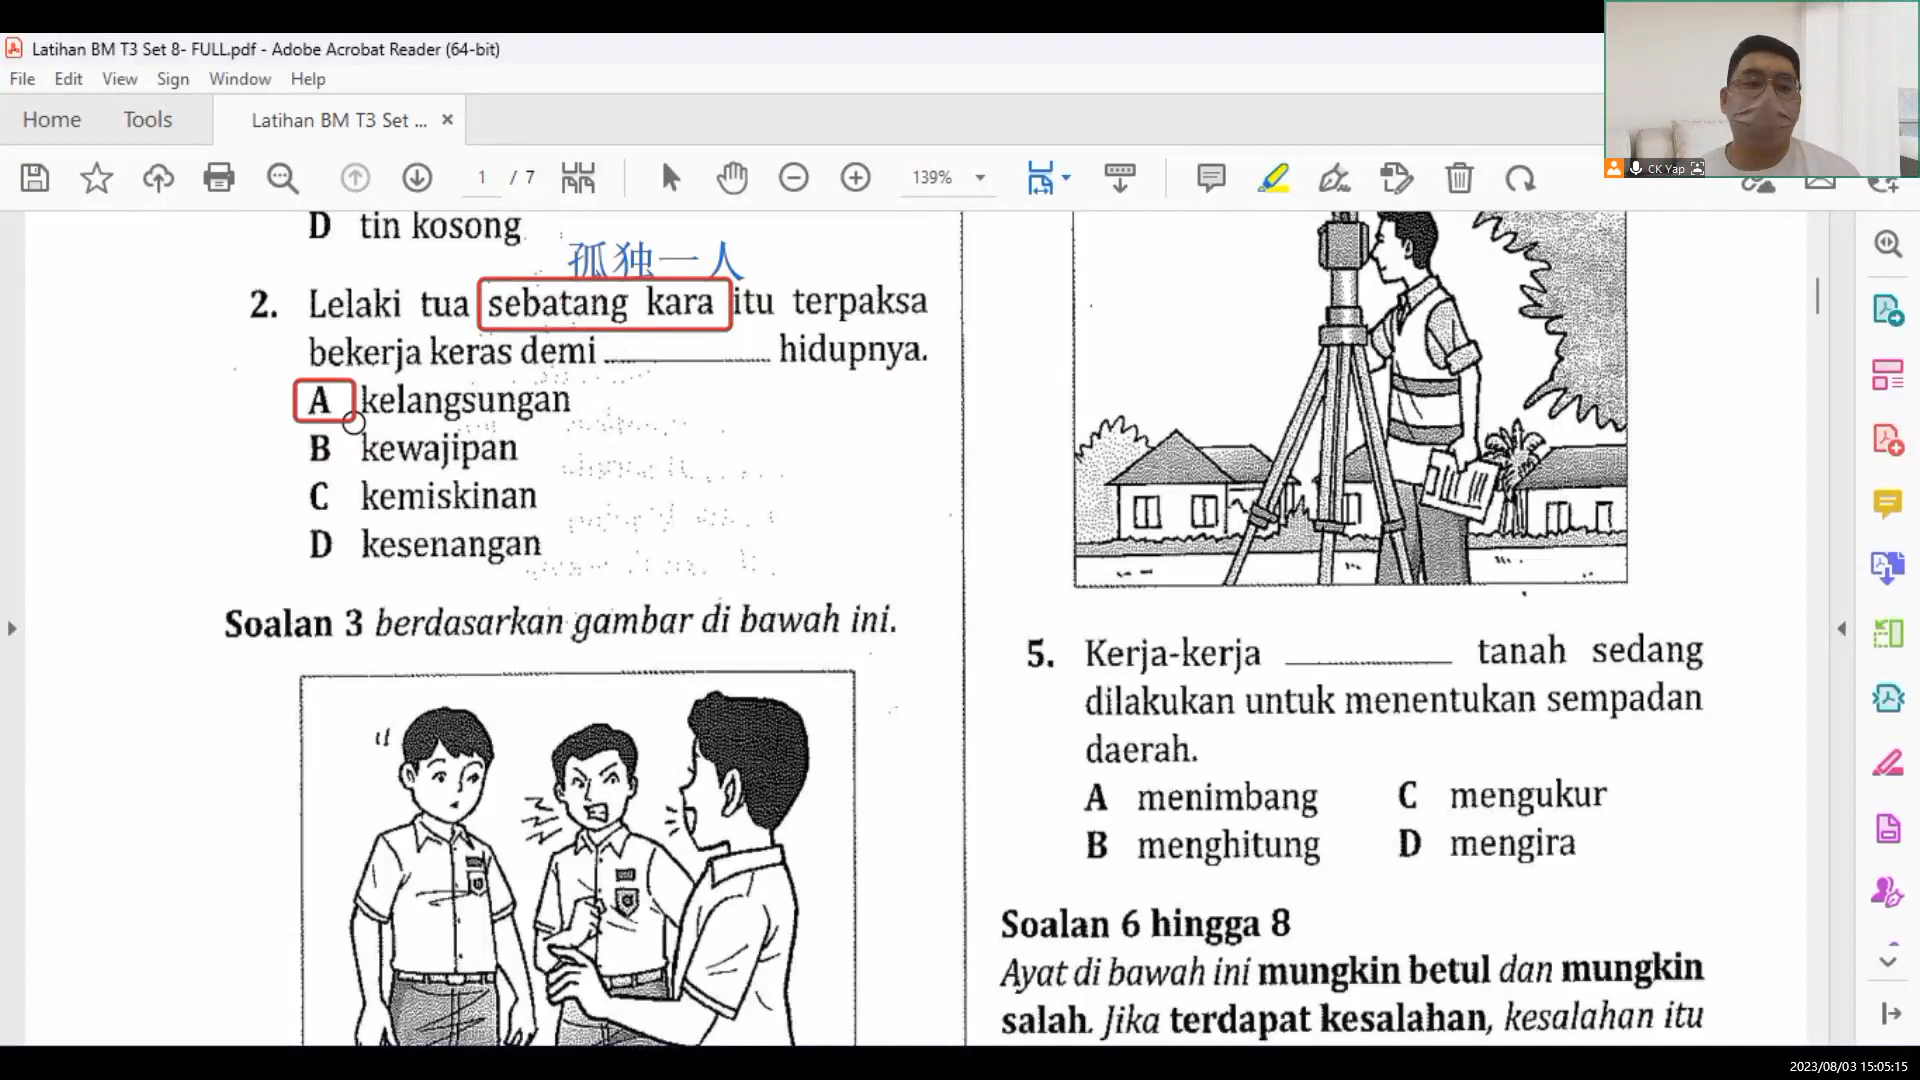 Latihan BM T3 Set 8- FULL.pdf - Adobe Acrobat Reader (64-bit)
File Edit View Sign Window Help
Home Tools Latihan BM T3 Set ... ×
1 / 7 139%
CK Yap
D tin kosong
孤独一人
2. Lelaki tua sebatang kara itu terpaksa
bekerja keras demi ............ hidupnya.
A kelangsungan
B kewajipan
C kemiskinan
D kesenangan
Soalan 3 berdasarkan gambar di bawah ini.
5. Kerja-kerja ............ tanah sedang
dilakukan untuk menentukan sempadan
daerah.
A menimbang C mengukur
B menghitung D mengira
Soalan 6 hingga 8
Ayat di bawah ini mungkin betul dan mungkin
salah. Jika terdapat kesalahan, kesalahan itu
2023/08/03 15:05:15